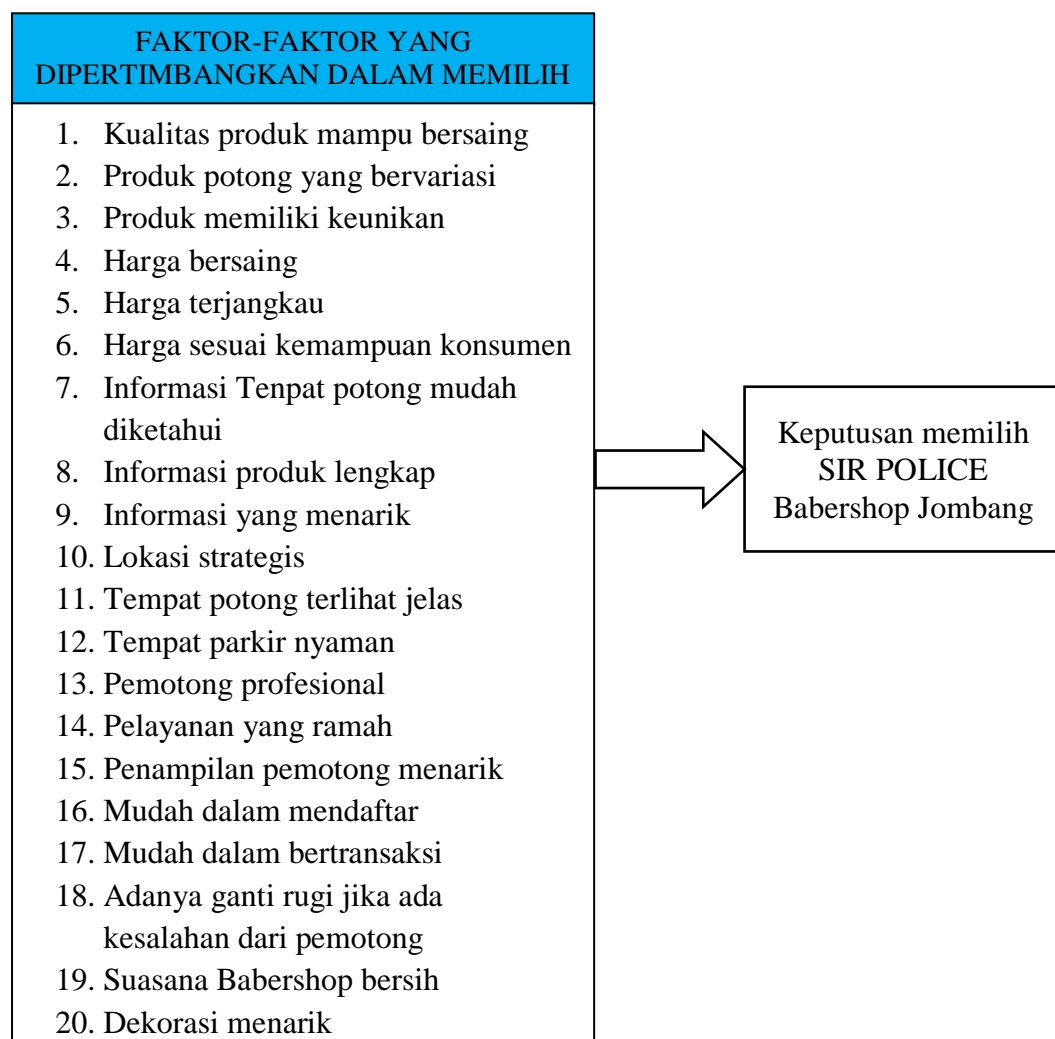 FAKTOR-FAKTOR YANG
DIPERTIMBANGKAN DALAM MEMILIH
1. Kualitas produk mampu bersaing
2. Produk potong yang bervariasi
3. Produk memiliki keunikan
4. Harga bersaing
5. Harga terjangkau
6. Harga sesuai kemampuan konsumen
7. Informasi Tenpat potong mudah
diketahui
8. Informasi produk lengkap
9. Informasi yang menarik
10. Lokasi strategis
11. Tempat potong terlihat jelas
12. Tempat parkir nyaman
13. Pemotong profesional
14. Pelayanan yang ramah
15. Penampilan pemotong menarik
16. Mudah dalam mendaftar
17. Mudah dalam bertransaksi
18. Adanya ganti rugi jika ada
kesalahan dari pemotong
19. Suasana Babershop bersih
20. Dekorasi menarik
Keputusan memilih
SIR POLICE
Babershop Jombang